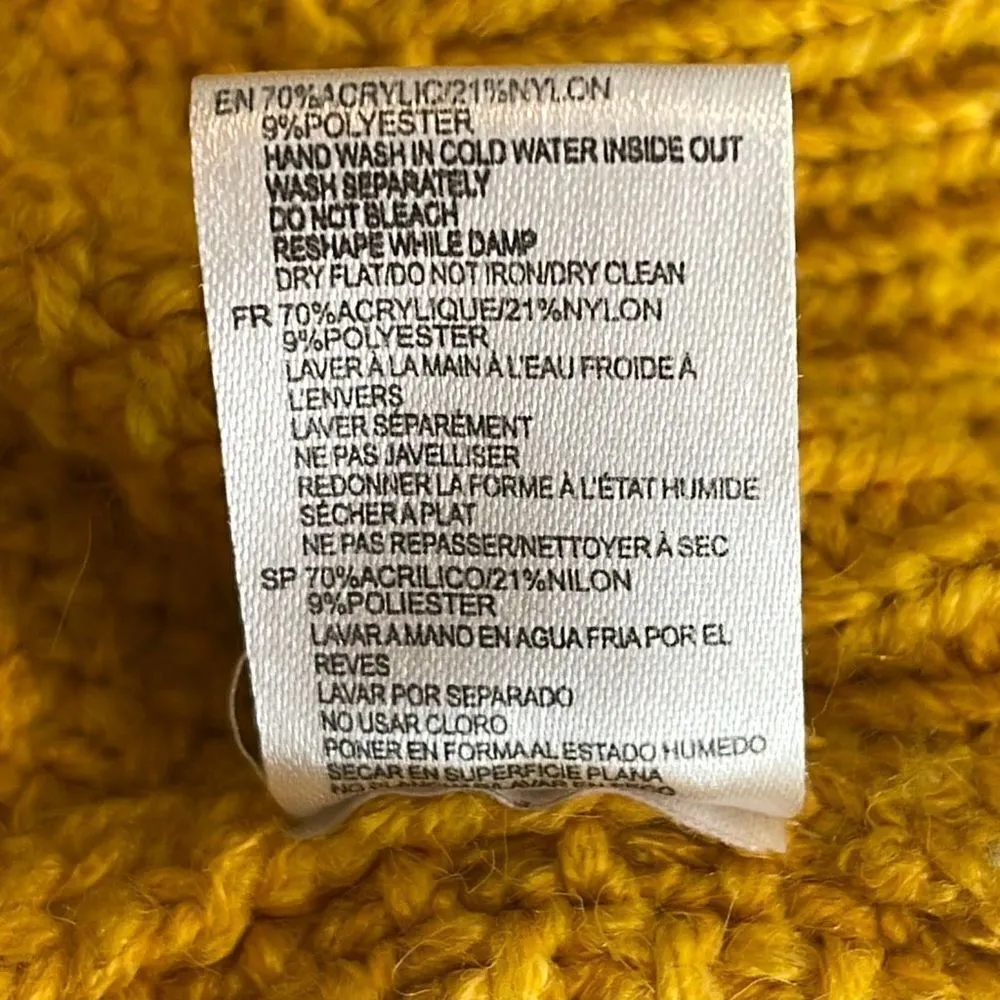 EN 70%ACRYLIC/21%NYLON
9%POLYESTER
HAND WASH IN COLD WATER INSIDE OUT
WASH SEPARATELY
DO NOT BLEACH
RESHAPE WHILE DAMP
DRY FLAT/DO NOT IRON/DRY CLEAN
FR 70%ACRYLIQUE/21%NYLON
9%POLYESTER
LAVER À LA MAIN À L'EAU FROIDE À
L'ENVERS
LAVER SÉPARÉMENT
NE PAS JAVELLISER
REDONNER LA FORME À L'ÉTAT HUMIDE
SÉCHER A PLAT
NE PAS REPASSER/NETTOYER À SEC
SP 70%ACRILICO/21%NILON
9%POLIESTER
LAVAR A MANO EN AGUA FRIA POR EL
REVES
LAVAR POR SEPARADO
NO USAR CLORO
PONER EN FORMA AL ESTADO HUMEDO
SECAR EN SUPERFICIE PLANA
NO